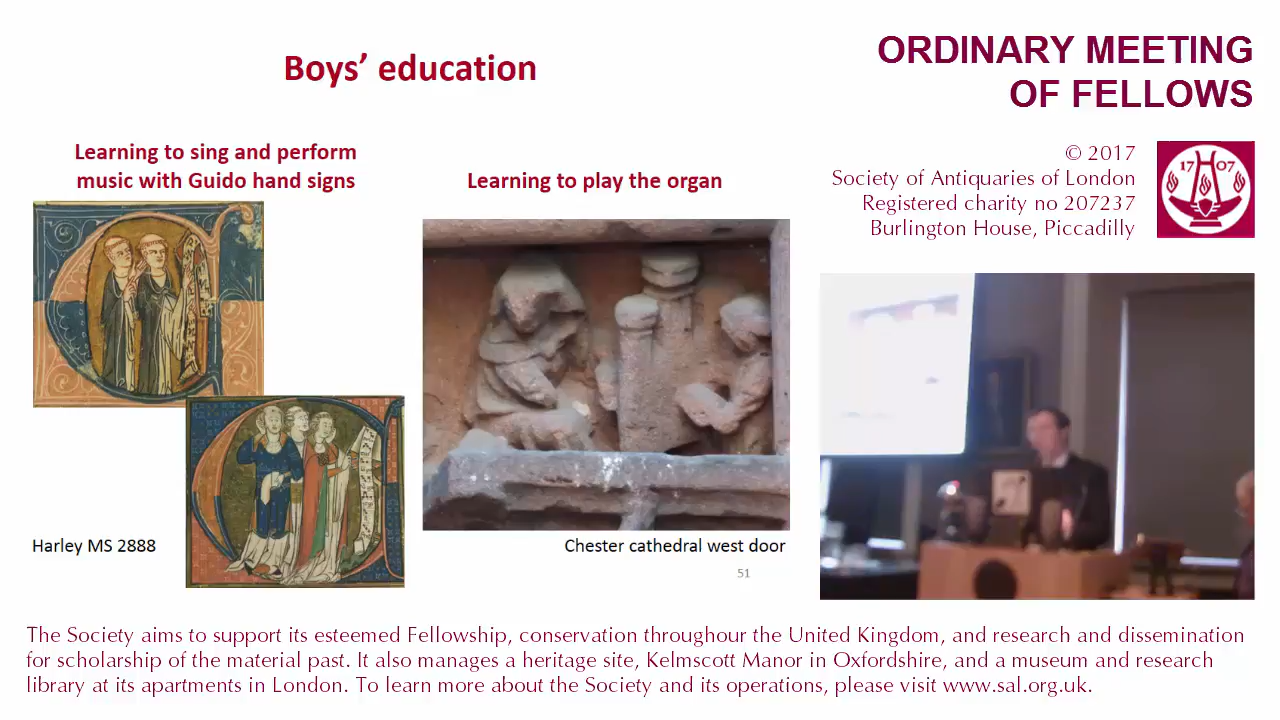 Boys’ education
Learning to sing and perform
music with Guido hand signs
Learning to play the organ
Harley MS 2888
Chester cathedral west door
51
ORDINARY MEETING
OF FELLOWS
© 2017
Society of Antiquaries of London
Registered charity no 207237
Burlington House, Piccadilly
17 07
The Society aims to support its esteemed Fellowship, conservation throughour the United Kingdom, and research and dissemination
for scholarship of the material past. It also manages a heritage site, Kelmscott Manor in Oxfordshire, and a museum and research
library at its apartments in London. To learn more about the Society and its operations, please visit www.sal.org.uk.